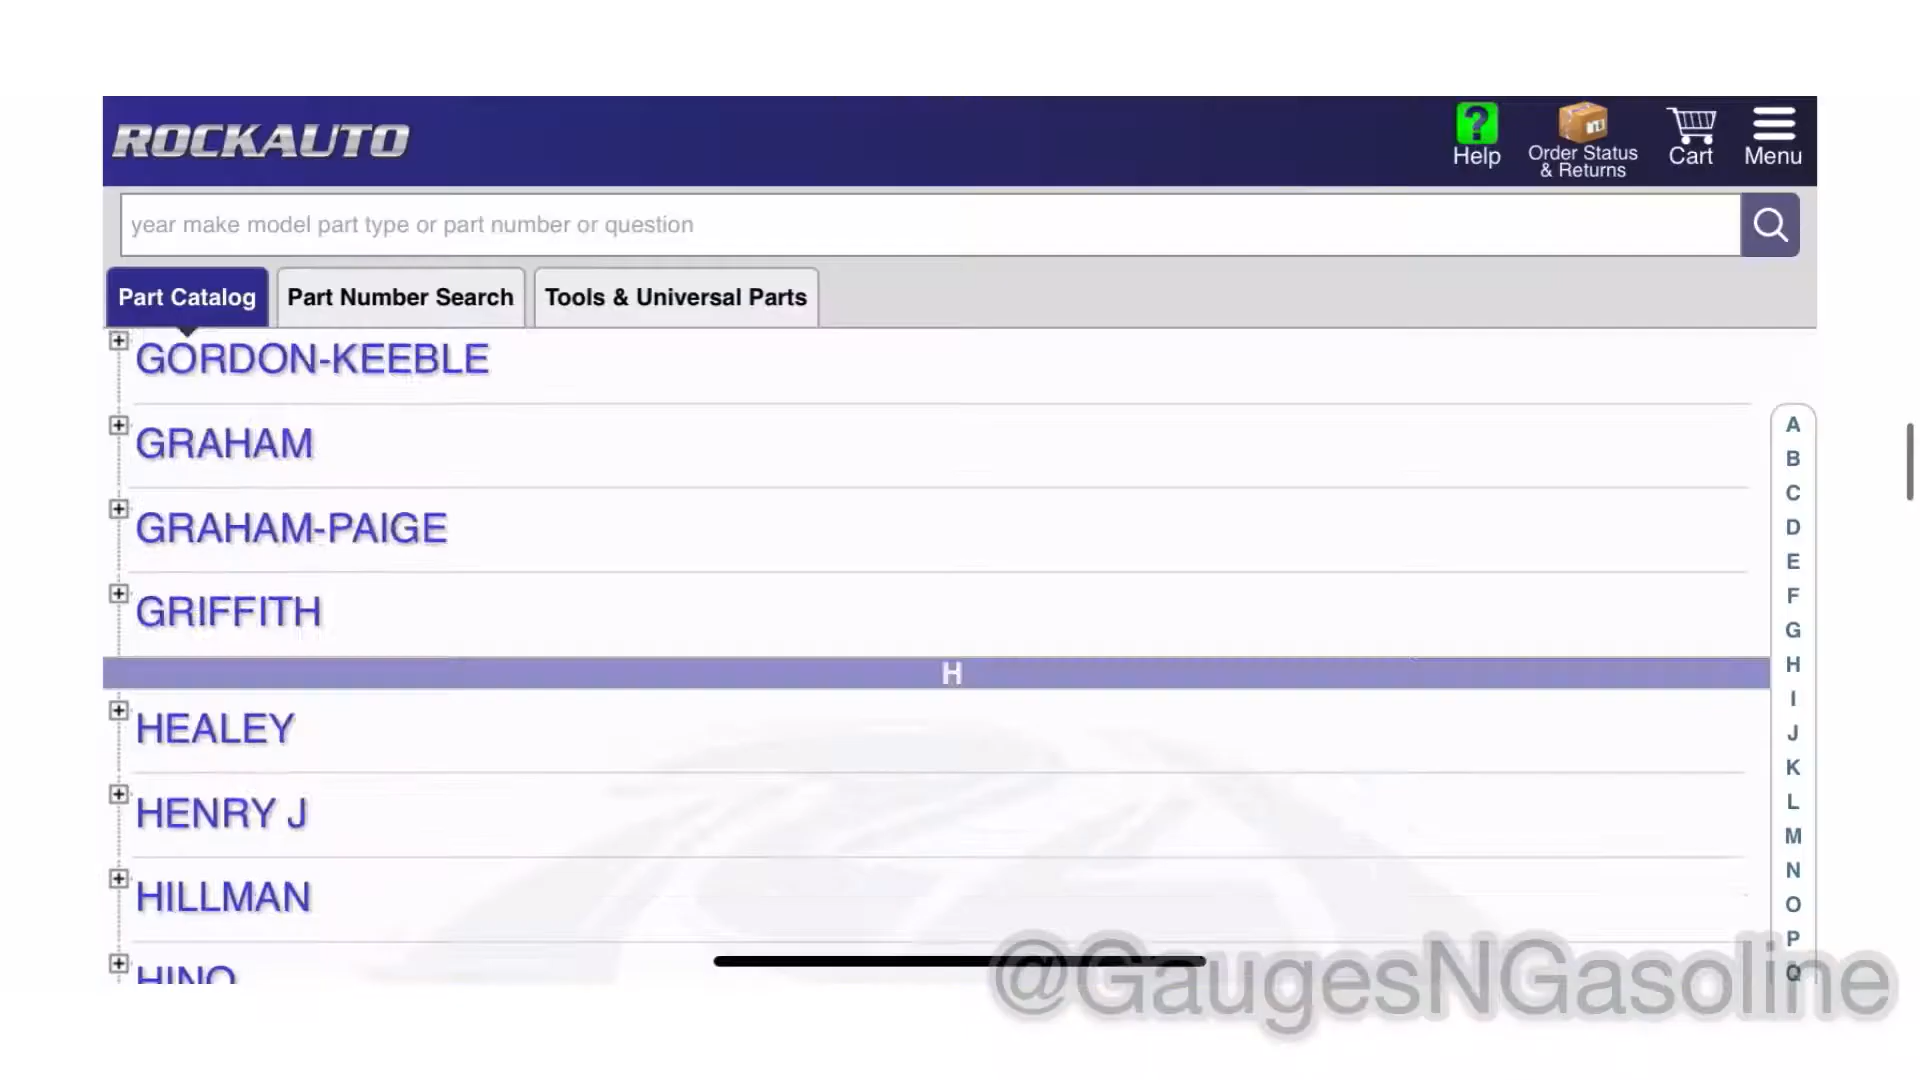 ROCKAUTO
Help
Order Status
& Returns
Cart
Menu
year make model part type or part number or question
Part Catalog
Part Number Search
Tools & Universal Parts
GORDON-KEEBLE
GRAHAM
GRAHAM-PAIGE
GRIFFITH
H
HEALEY
HENRY J
HILLMAN
HINO
A
B
C
D
E
F
G
H
I
J
K
L
M
N
O
P
Q
@GaugesNGasoline